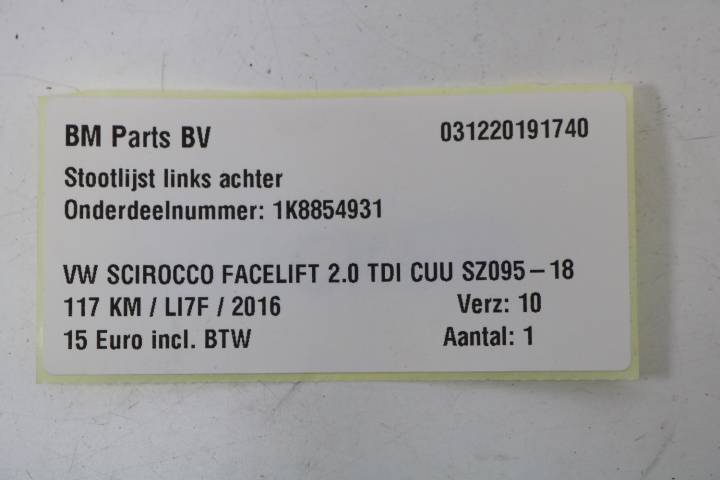 BM Parts BV 031220191740
Stootlijst links achter
Onderdeelnummer: 1K8854931
VW SCIROCCO FACELIFT 2.0 TDI CUU SZ095-18
117 KM / LI7F / 2016 Verz: 10
15 Euro incl. BTW Aantal: 1